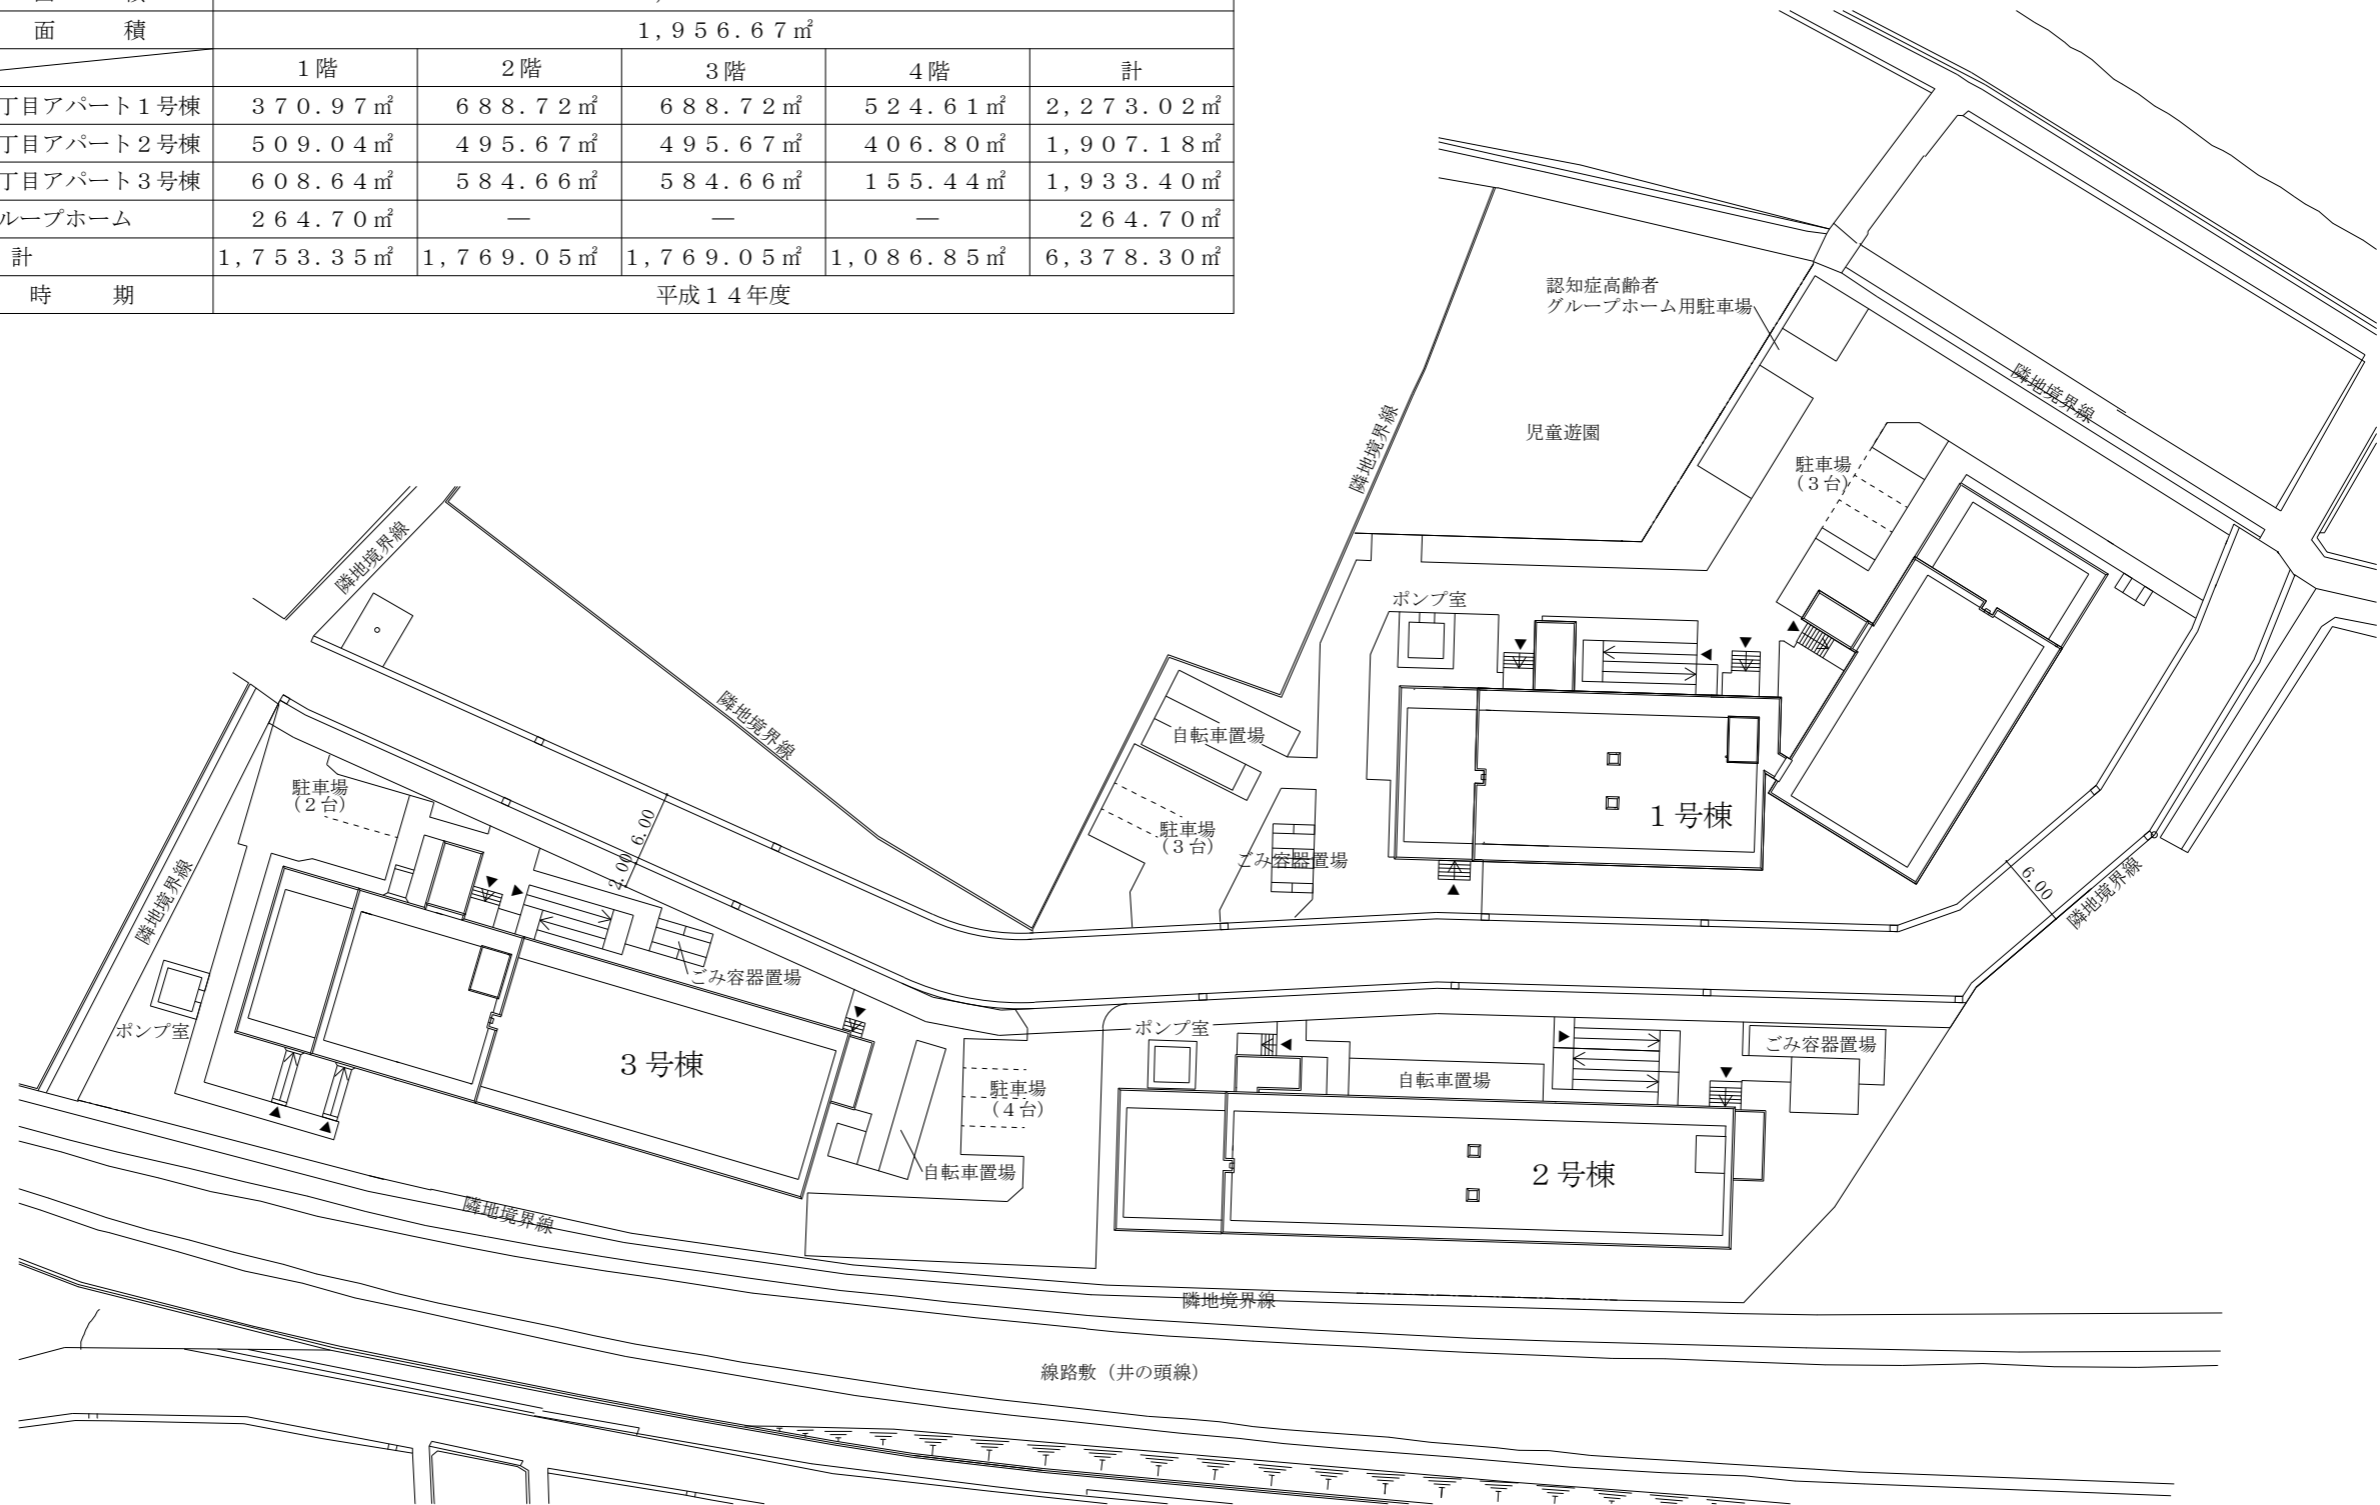 面　積
１,９５６.６７㎡
１階 ２階 ３階 ４階 計
丁目アパート１号棟 ３７０.９７㎡ ６８８.７２㎡ ６８８.７２㎡ ５２４.６１㎡ ２,２７３.０２㎡
丁目アパート２号棟 ５０９.０４㎡ ４９５.６７㎡ ４９５.６７㎡ ４０６.８０㎡ １,９０７.１８㎡
丁目アパート３号棟 ６０８.６４㎡ ５８４.６６㎡ ５８４.６６㎡ １５５.４４㎡ １,９３３.４０㎡
ループホーム ２６４.７０㎡ — — — ２６４.７０㎡
計 １,７５３.３５㎡ １,７６９.０５㎡ １,７６９.０５㎡ １,０８６.８５㎡ ６,３７８.３０㎡
時　期 平成１４年度
認知症高齢者
グループホーム用駐車場
隣地境界線
隣地境界線
児童遊園
駐車場
（３台）
隣地境界線
ポンプ室
隣地境界線
自転車置場
駐車場
（２台）
6.00
2.00
駐車場
（３台）
ごみ容器置場
１号棟
6.00
隣地境界線
隣地境界線
ごみ容器置場
ポンプ室
３号棟
ポンプ室
ごみ容器置場
駐車場
（４台）
自転車置場
自転車置場
２号棟
隣地境界線
隣地境界線
線路敷（井の頭線）